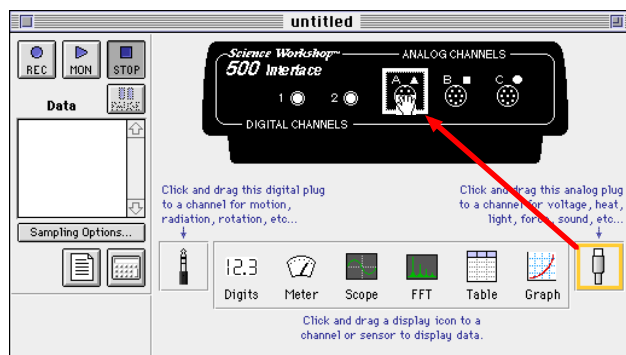 untitled
REC MON STOP
Data PAUSE
Sampling Options...
Science Workshop™
500 Interface
ANALOG CHANNELS
A B C
1 2
DIGITAL CHANNELS
Click and drag this digital plug
to a channel for motion,
radiation, rotation, etc...
Click and drag this analog plug
to a channel for voltage, heat,
light, force, sound, etc...
12.3
Digits Meter Scope FFT Table Graph
Click and drag a display icon to a
channel or sensor to display data.